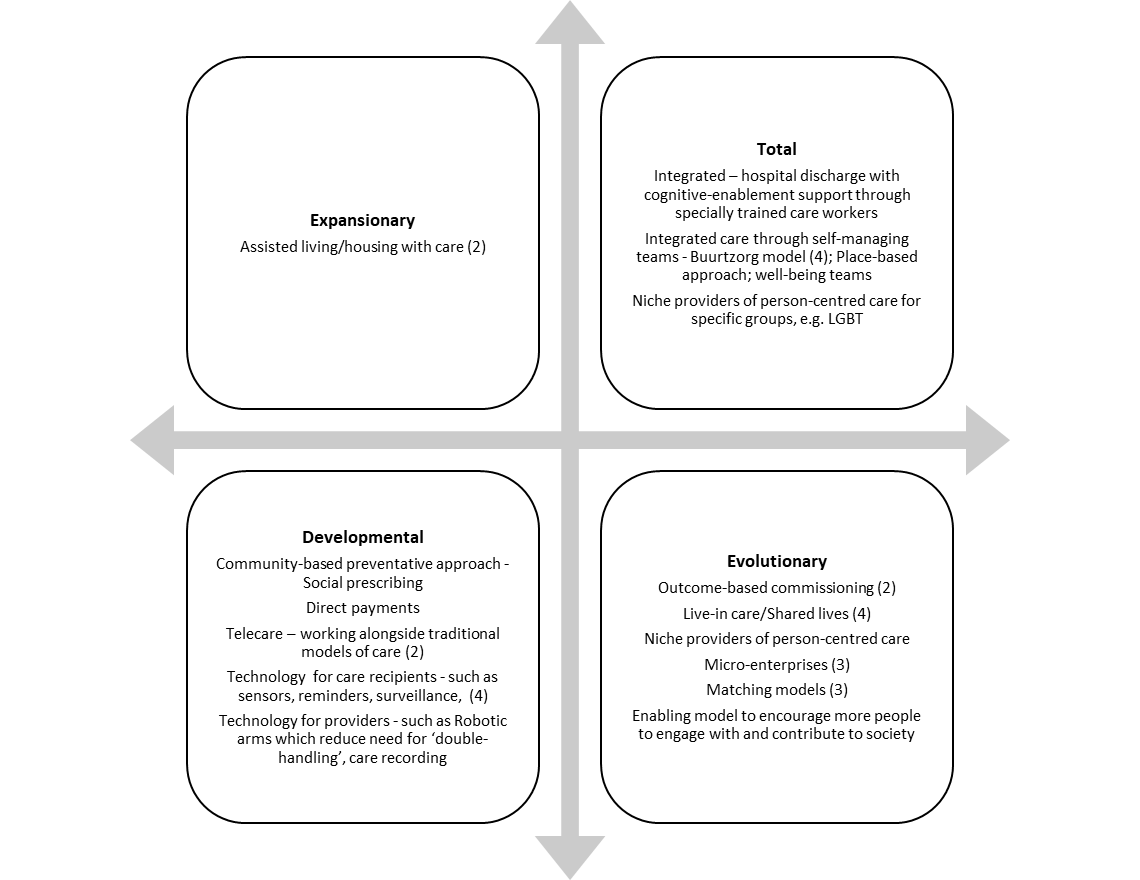 Expansionary
Assisted living/housing with care (2)
Total
Integrated – hospital discharge with
cognitive-enablement support through
specially trained care workers
Integrated care through self-managing
teams - Buurtzorg model (4); Place-based
approach; well-being teams
Niche providers of person-centred care for
specific groups, e.g. LGBT
Developmental
Community-based preventative approach -
Social prescribing
Direct payments
Telecare – working alongside traditional
models of care (2)
Technology  for care recipients - such as
sensors, reminders, surveillance,  (4)
Technology for providers - such as Robotic
arms which reduce need for ‘double-
handling’, care recording
Evolutionary
Outcome-based commissioning (2)
Live-in care/Shared lives (4)
Niche providers of person-centred care
Micro-enterprises (3)
Matching models (3)
Enabling model to encourage more people
to engage with and contribute to society